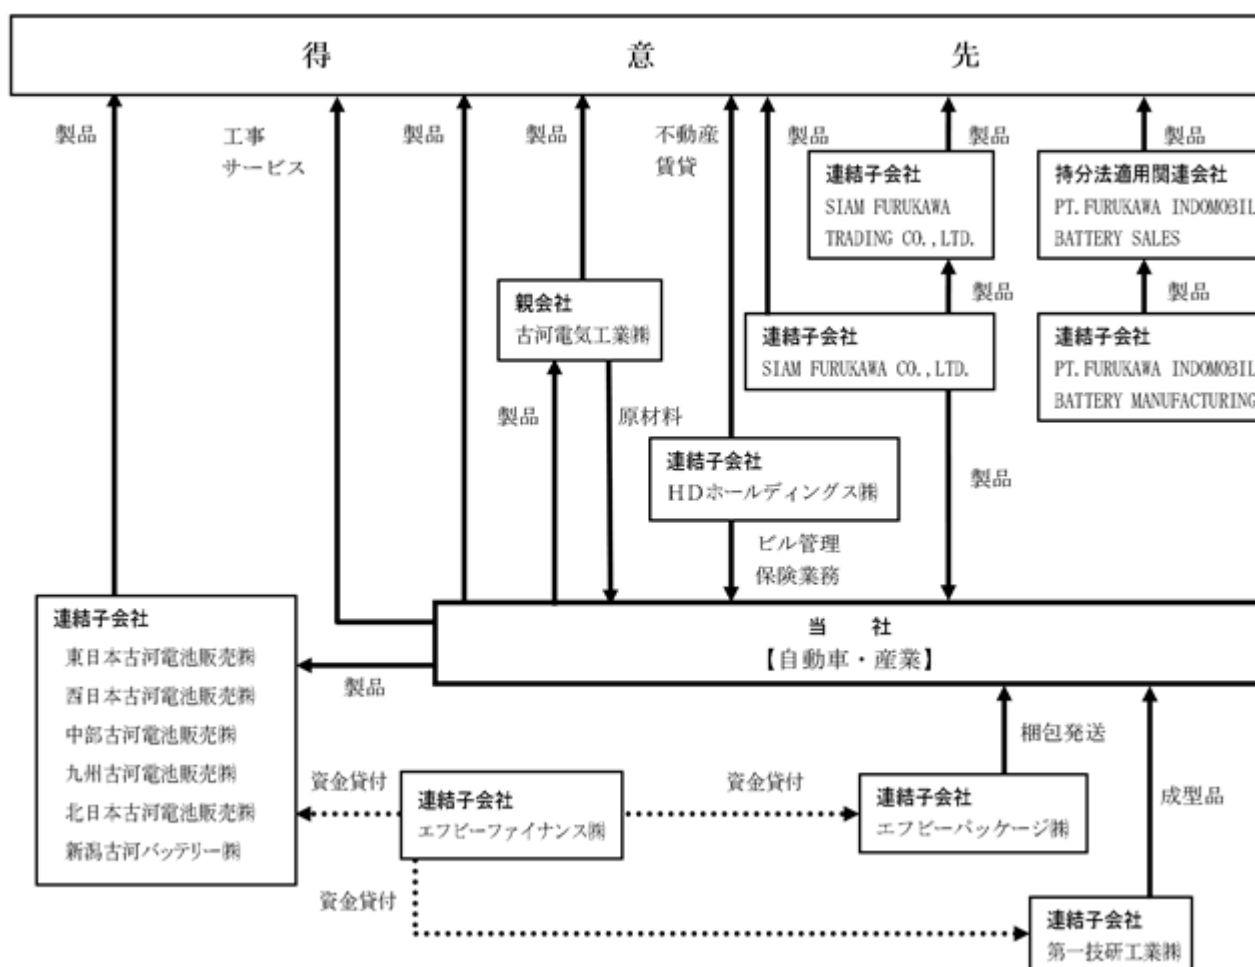 得意先
製品
工事
サービス
製品
製品
不動産
賃貸
製品
製品
製品
連結子会社
SIAM FURUKAWA
TRADING CO.,LTD.
持分法適用関連会社
PT.FURUKAWA INDOMOBIL
BATTERY SALES
製品
製品
親会社
古河電気工業㈱
連結子会社
SIAM FURUKAWA CO.,LTD.
連結子会社
PT.FURUKAWA INDOMOBIL
BATTERY MANUFACTURING
製品
原材料
連結子会社
HDホールディングス㈱
製品
ビル管理
保険業務
連結子会社
東日本古河電池販売㈱
西日本古河電池販売㈱
中部古河電池販売㈱
九州古河電池販売㈱
北日本古河電池販売㈱
新潟古河バッテリー㈱
当社
【自動車・産業】
製品
梱包発送
資金貸付
連結子会社
エフビーファイナンス㈱
資金貸付
連結子会社
エフビーパッケージ㈱
成型品
資金貸付
連結子会社
第一技研工業㈱